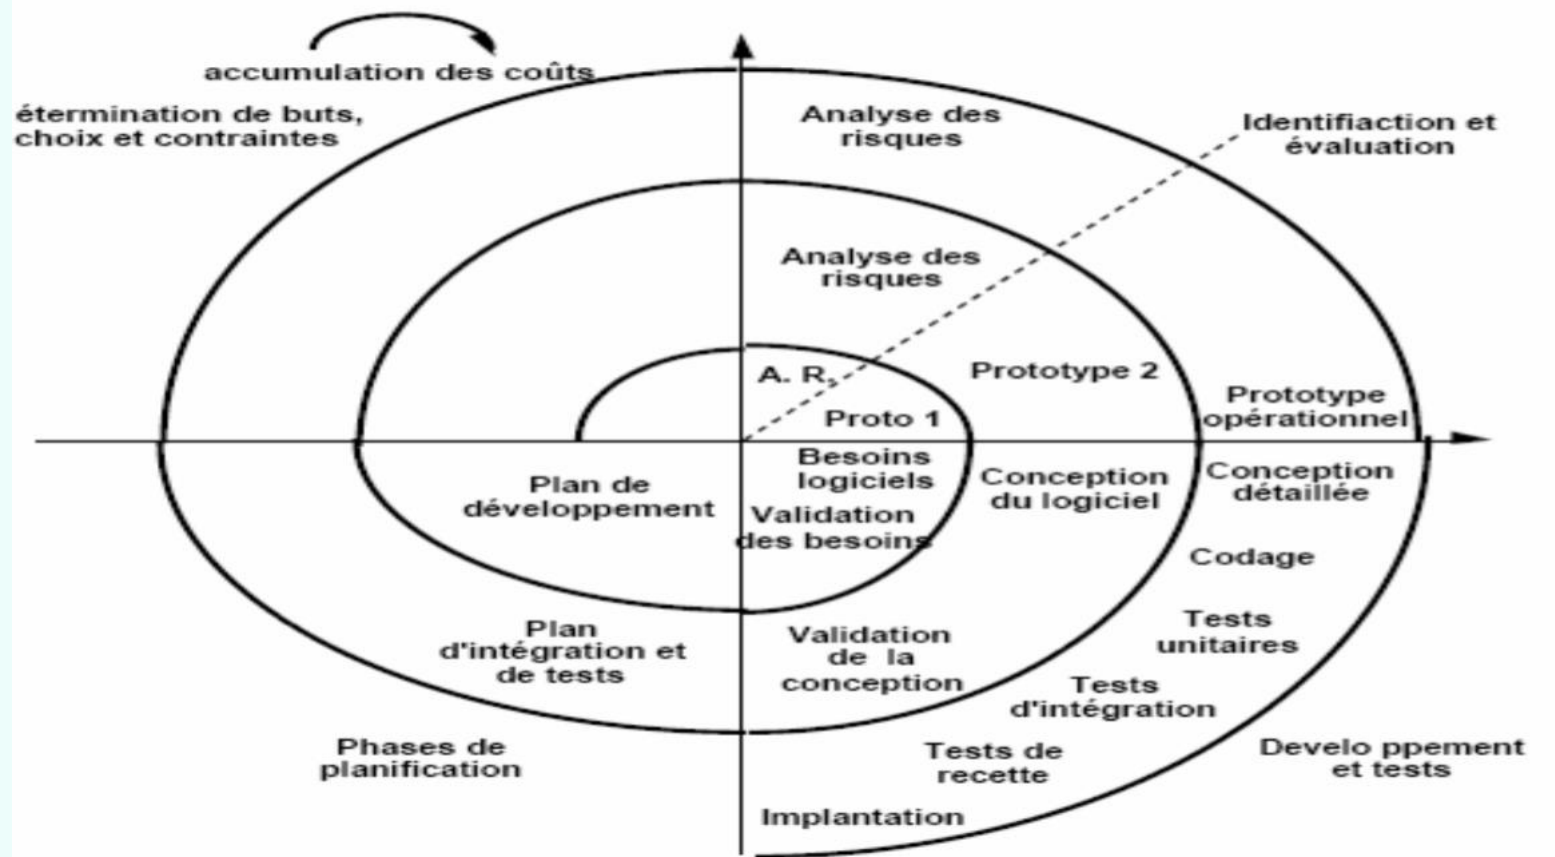 accumulation des coûts
étermination de buts,
choix et contraintes
Analyse des
risques
Identifiaction et
évaluation
Analyse des
risques
A. R.
Prototype 2
Proto 1
Prototype
opérationnel
Besoins
logiciels
Validation
des besoins
Plan de
développement
Conception
du logiciel
Conception
détaillée
Codage
Tests
unitaires
Plan
d'intégration et
de tests
Validation
de la
conception
Tests
d'intégration
Phases de
planification
Tests de
recette
Develo ppement
et tests
Implantation